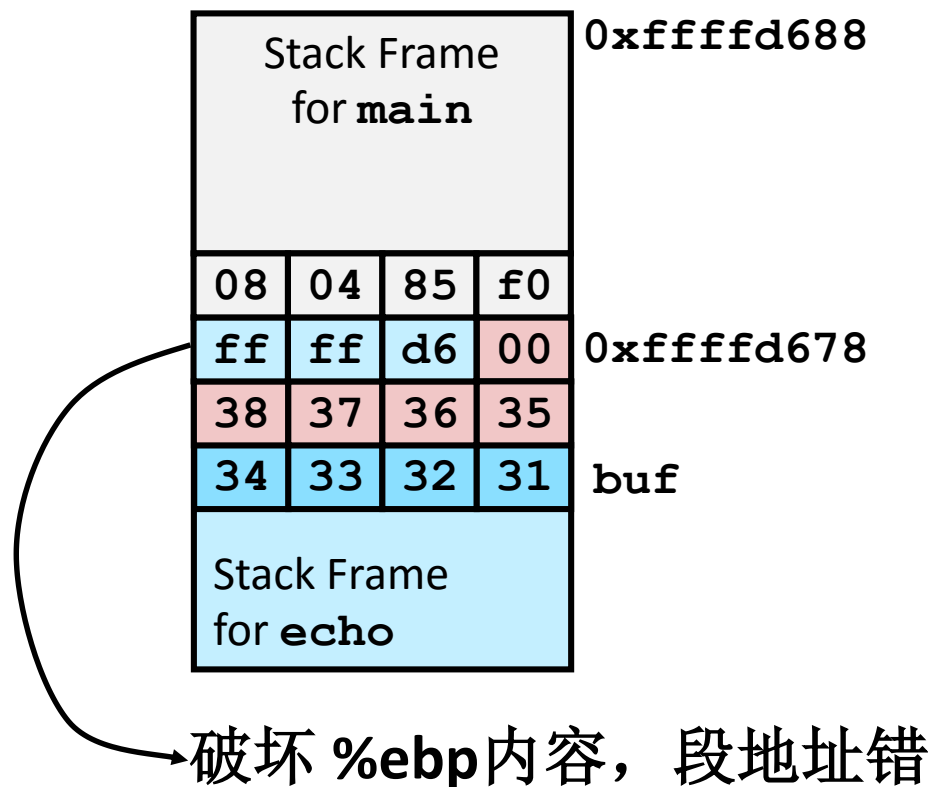 Stack Frame
for main
0xffffd688
08 04 85 f0
ff ff d6 00 0xffffd678
38 37 36 35
34 33 32 31 buf
Stack Frame
for echo
破坏 %ebp内容，段地址错